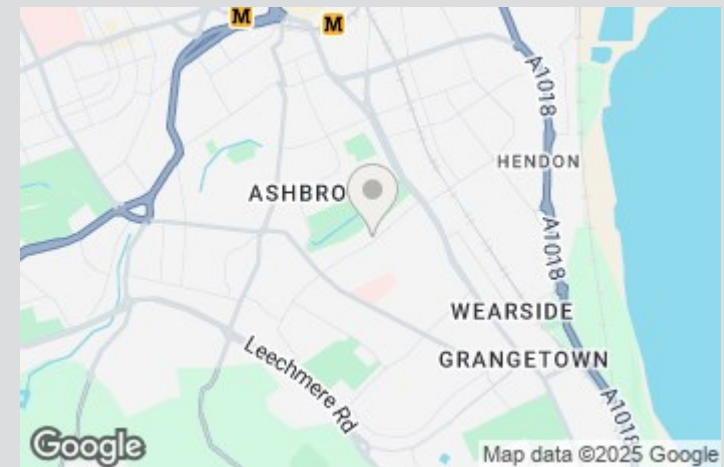 M
M
A1018
HENDON
ASHBRO
A1018
WEARSIDE
GRANGETOWN
Leechmere Rd
A1018
Google
Map data ©2025 Google